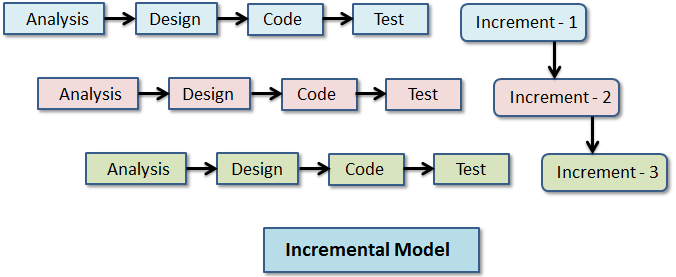 Analysis Design Code Test Increment - 1
Analysis Design Code Test Increment - 2
Analysis Design Code Test Increment - 3
Incremental Model